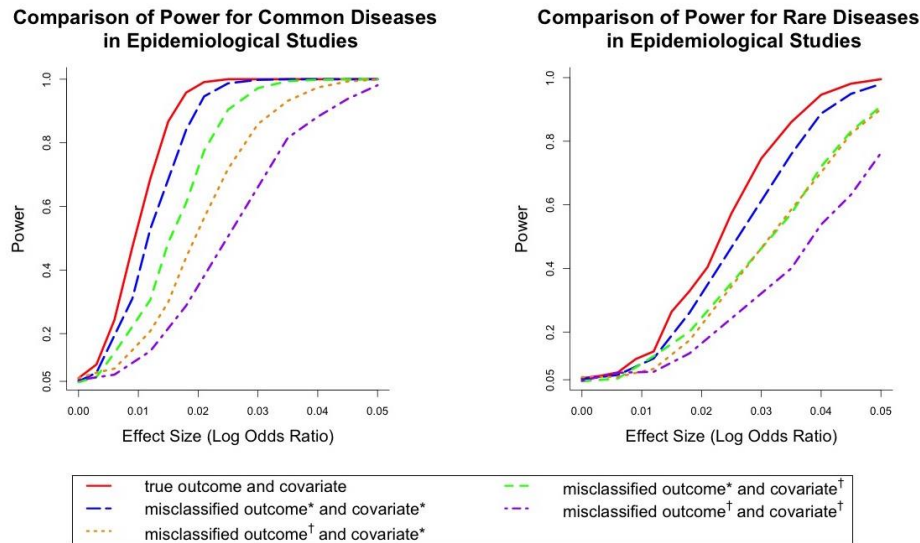 Comparison of Power for Common Diseases
in Epidemiological Studies
Power
1.0
0.8
0.6
0.4
0.2
0.05
0.00 0.01 0.02 0.03 0.04 0.05
Effect Size (Log Odds Ratio)
Comparison of Power for Rare Diseases
in Epidemiological Studies
Power
1.0
0.8
0.6
0.4
0.2
0.05
0.00 0.01 0.02 0.03 0.04 0.05
Effect Size (Log Odds Ratio)
true outcome and covariate
misclassified outcome* and covariate*
misclassified outcome† and covariate*
misclassified outcome* and covariate†
misclassified outcome† and covariate†